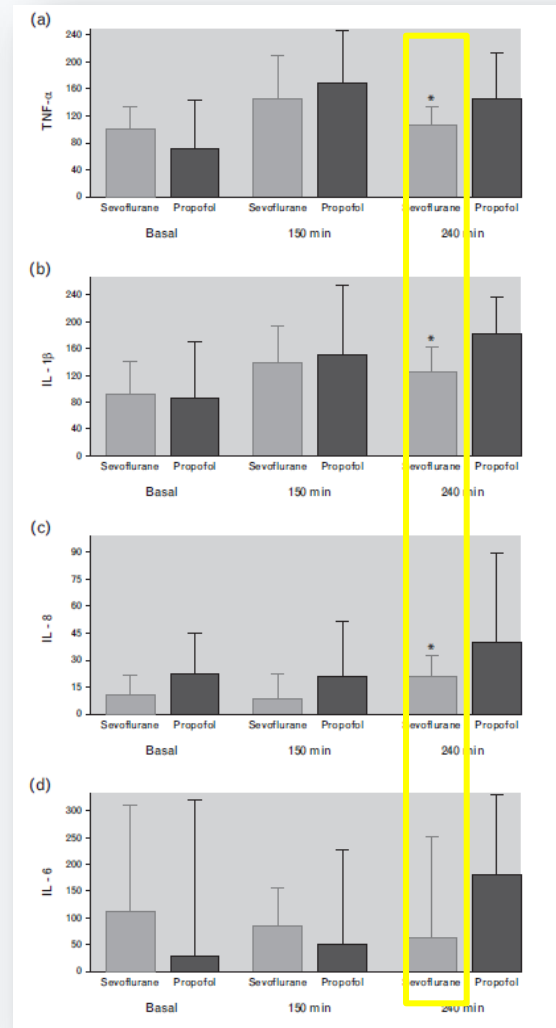 (a)
240
200
160
120
80
40
0
TNF-α
*
Sevoflurane Propofol Sevoflurane Propofol Sevoflurane Propofol
Basal 150 min 240 min
(b)
240
200
160
120
80
40
0
IL - 1β
*
Sevoflurane Propofol Sevoflurane Propofol Sevoflurane Propofol
Basal 150 min 240 min
(c)
90
75
60
45
30
15
0
IL - 8
*
Sevoflurane Propofol Sevoflurane Propofol Sevoflurane Propofol
Basal 150 min 240 min
(d)
300
250
200
150
100
50
0
IL - 6
Sevoflurane Propofol Sevoflurane Propofol Sevoflurane Propofol
Basal 150 min 240 min